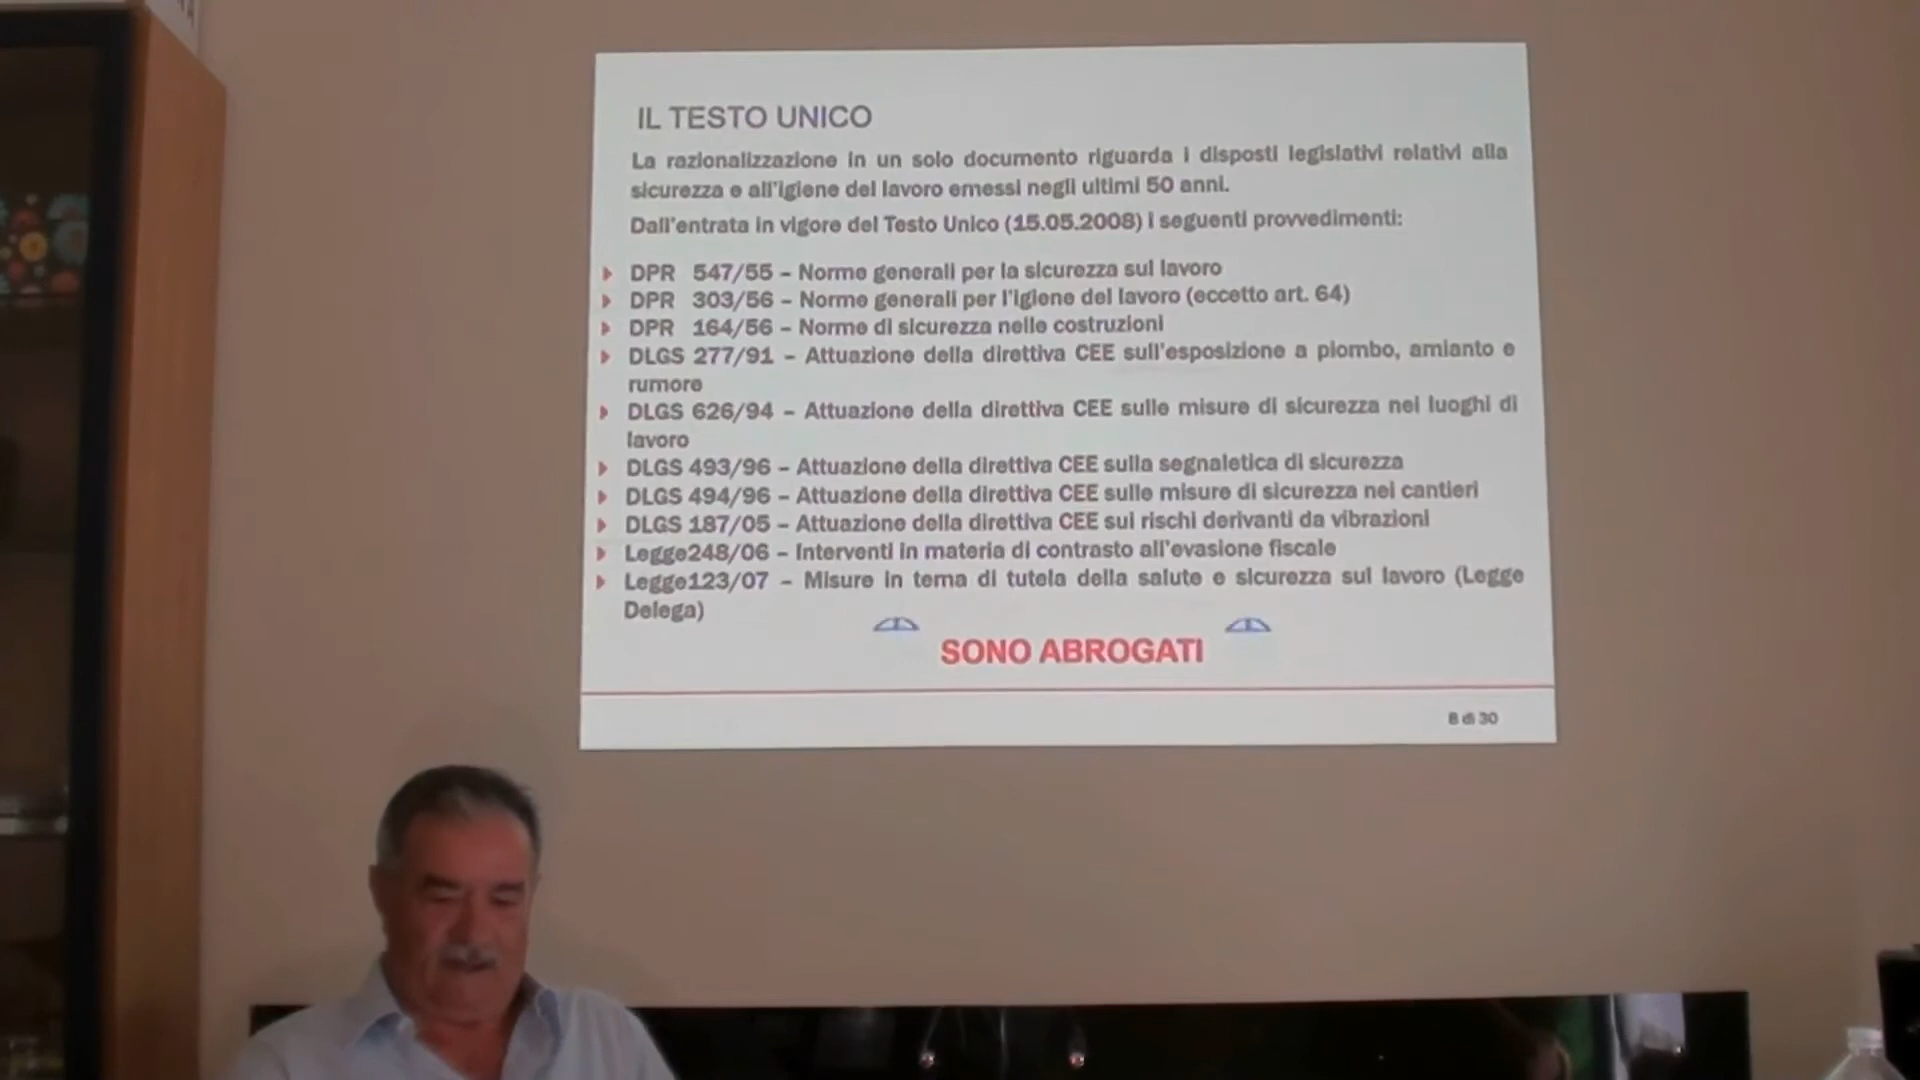 IL TESTO UNICO
La razionalizzazione in un solo documento riguarda i disposti legislativi relativi alla
sicurezza e all'igiene del lavoro emessi negli ultimi 50 anni.
Dall'entrata in vigore del Testo Unico (15.05.2008) i seguenti provvedimenti:
DPR 547/55 – Norme generali per la sicurezza sul lavoro
DPR 303/56 – Norme generali per l'igiene del lavoro (eccetto art. 64)
DPR 164/56 – Norme di sicurezza nelle costruzioni
DLGS 277/91 – Attuazione della direttiva CEE sull'esposizione a piombo, amianto e
rumore
DLGS 626/94 – Attuazione della direttiva CEE sulle misure di sicurezza nei luoghi di
lavoro
DLGS 493/96 – Attuazione della direttiva CEE sulla segnaletica di sicurezza
DLGS 494/96 – Attuazione della direttiva CEE sulle misure di sicurezza nei cantieri
DLGS 187/05 – Attuazione della direttiva CEE sui rischi derivanti da vibrazioni
Legge248/06 – Interventi in materia di contrasto all'evasione fiscale
Legge123/07 – Misure in tema di tutela della salute e sicurezza sul lavoro (Legge
Delega)
SONO ABROGATI
8 di 30